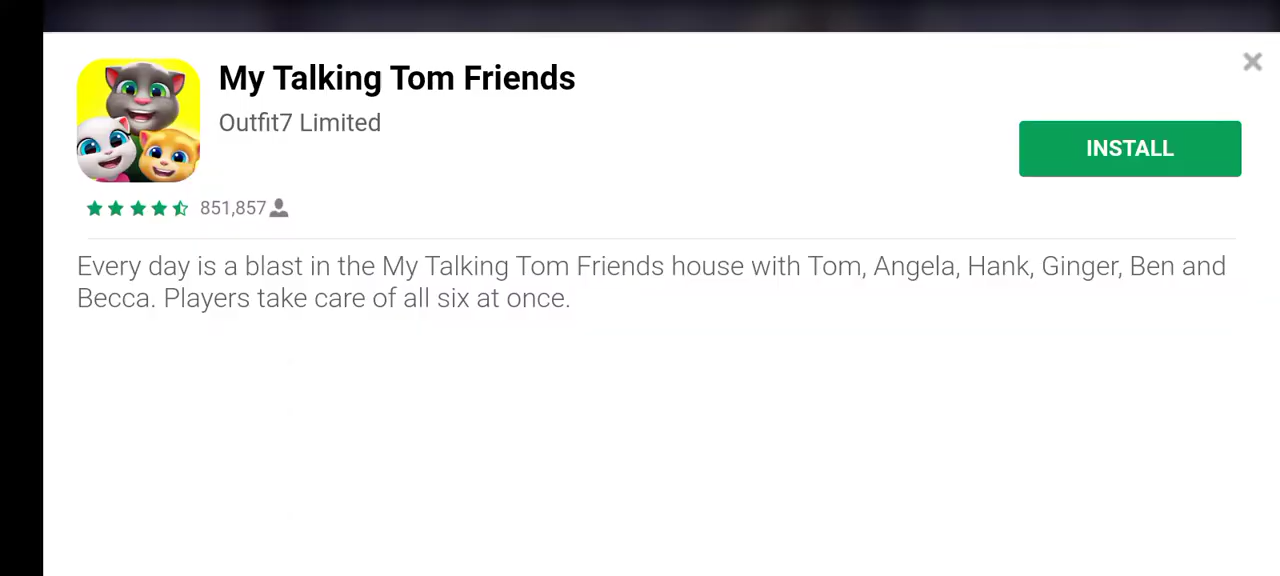 My Talking Tom Friends
Outfit7 Limited
INSTALL
851,857
Every day is a blast in the My Talking Tom Friends house with Tom, Angela, Hank, Ginger, Ben and
Becca. Players take care of all six at once.